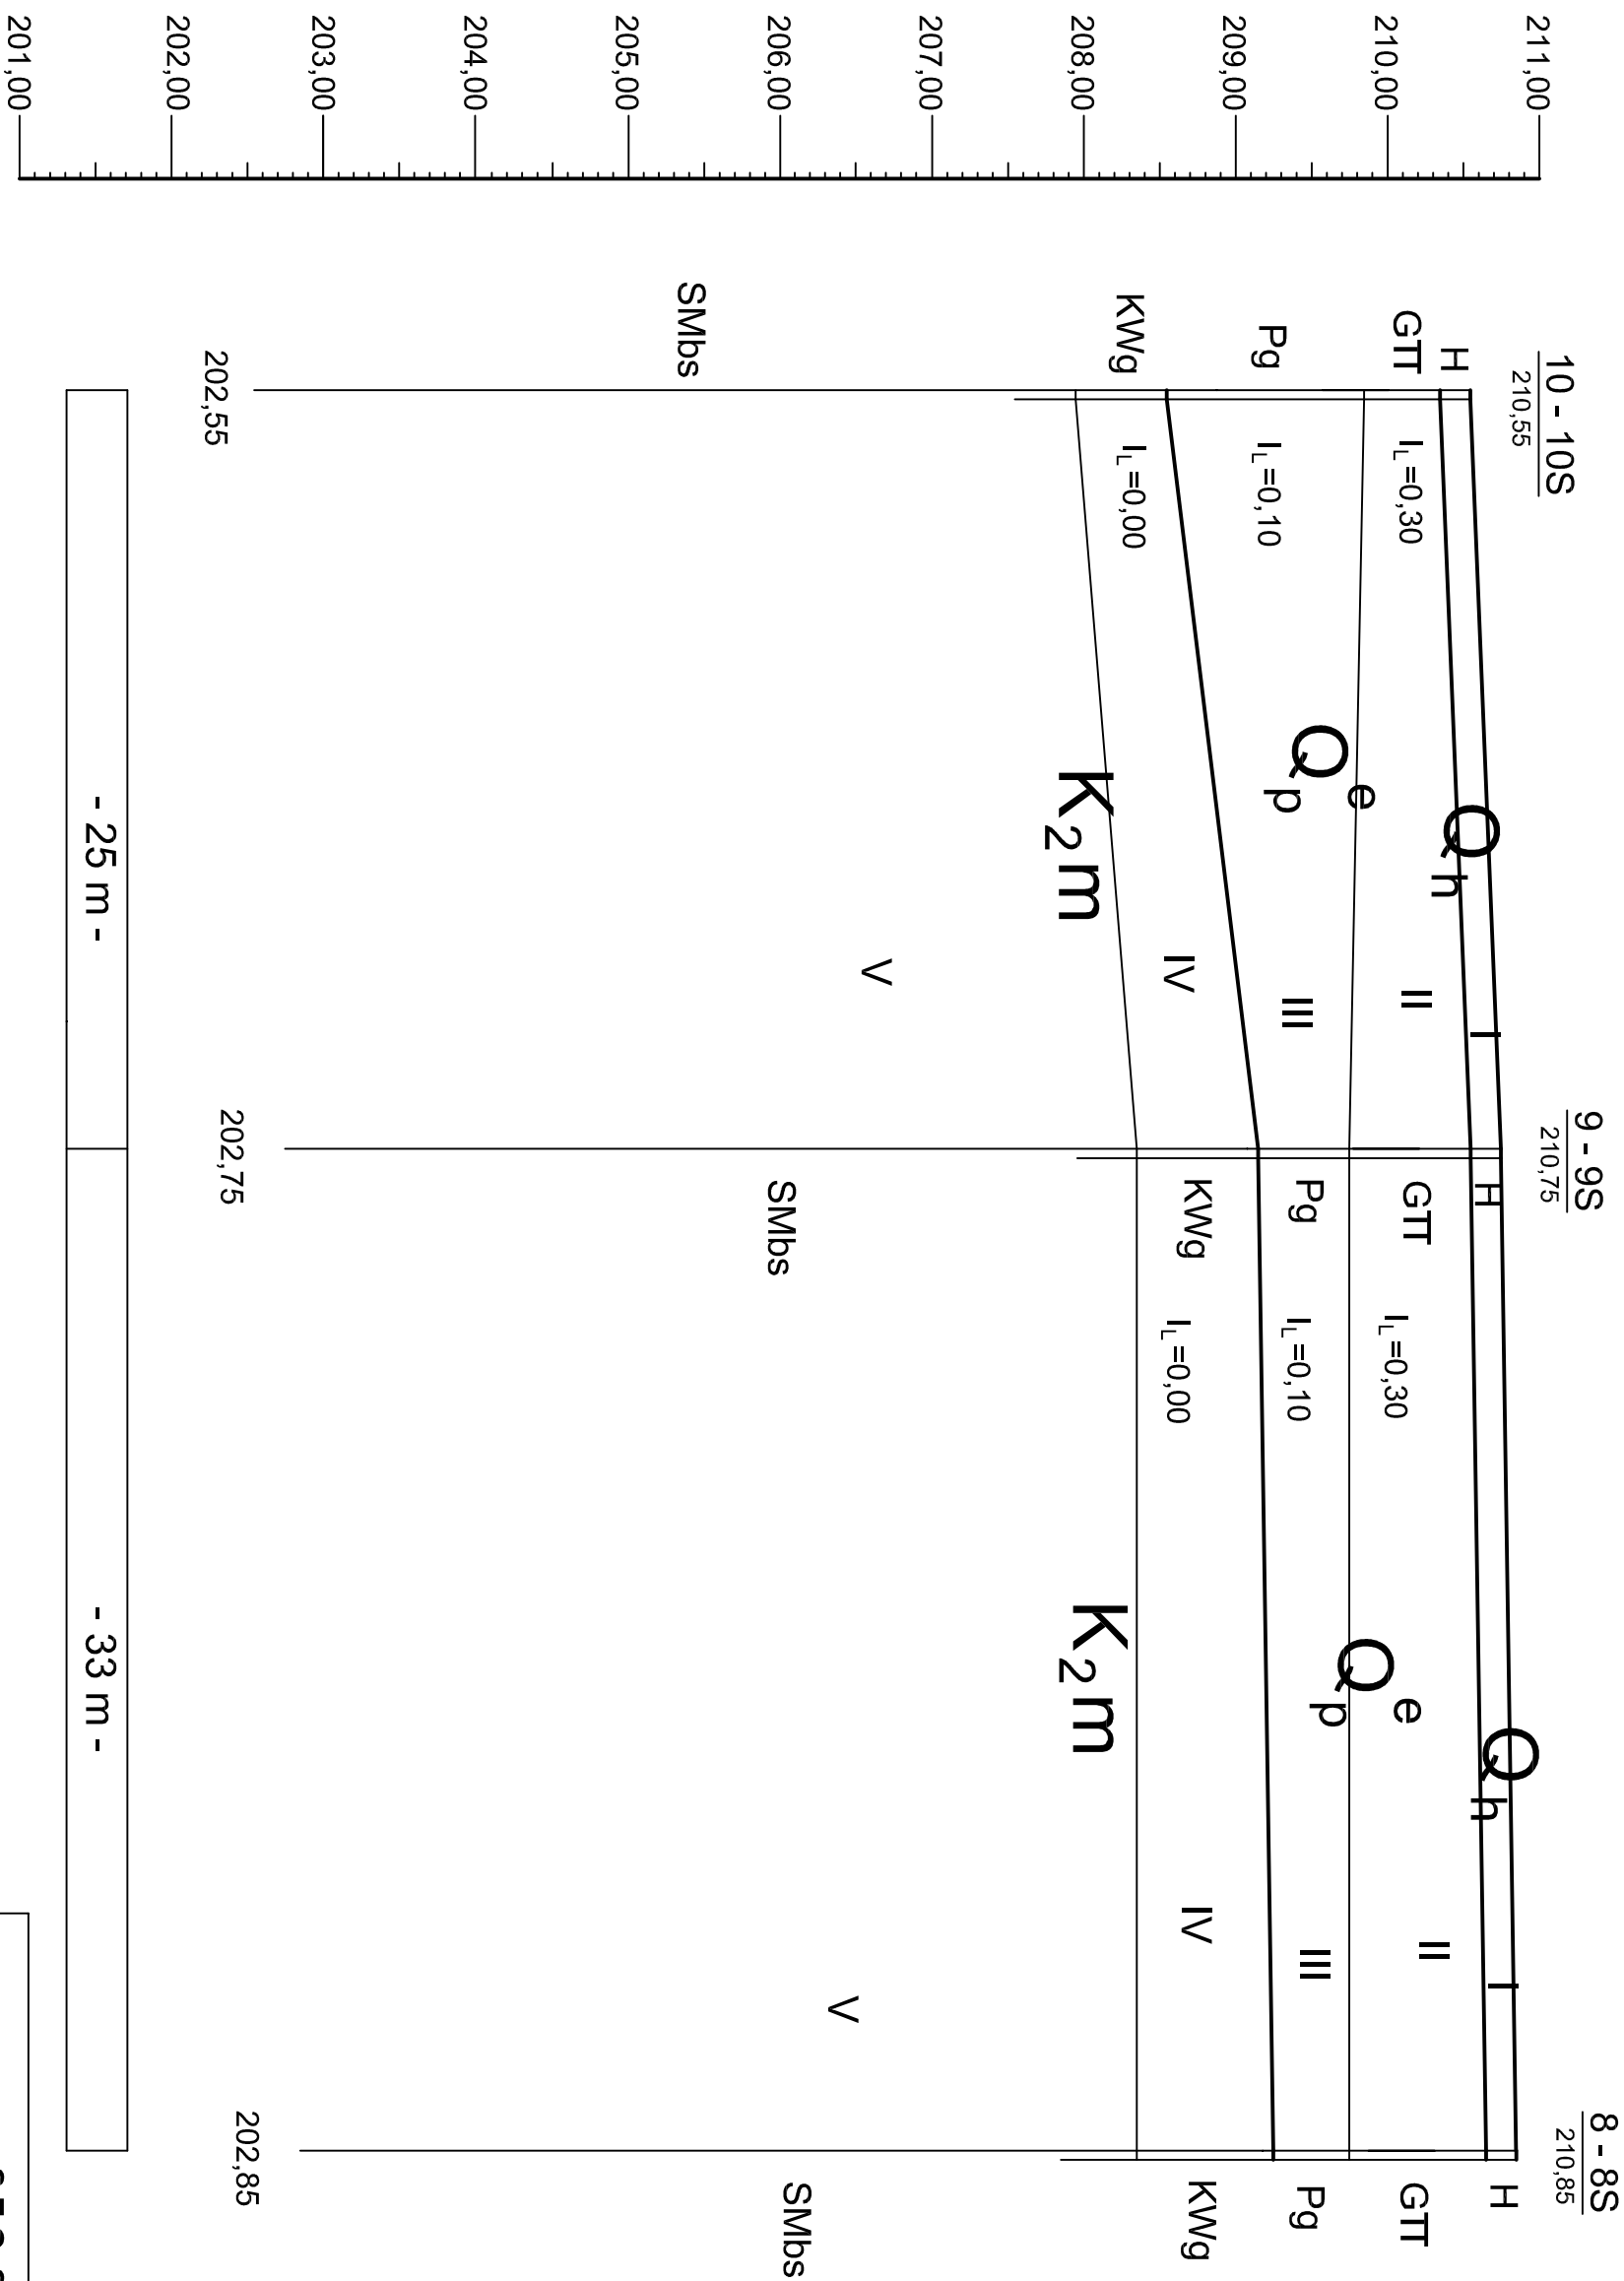 10 - 10S
210,55
9 - 9S
210,75
8 - 8S
210,85
211,00
210,00
209,00
208,00
207,00
206,00
205,00
204,00
203,00
202,00
201,00
H
GΠ
Pg
KWg
SMbs
I_L=0,30
I_L=0,10
I_L=0,00
Q_h
Q_p^e
K_2m
I
II
III
IV
V
H
GΠ
Pg
KWg
SMbs
I_L=0,30
I_L=0,10
I_L=0,00
Q_h
Q_p^e
K_2m
I
II
III
IV
V
H
GΠ
Pg
KWg
SMbs
202,55
202,75
202,85
- 25 m -
- 33 m -